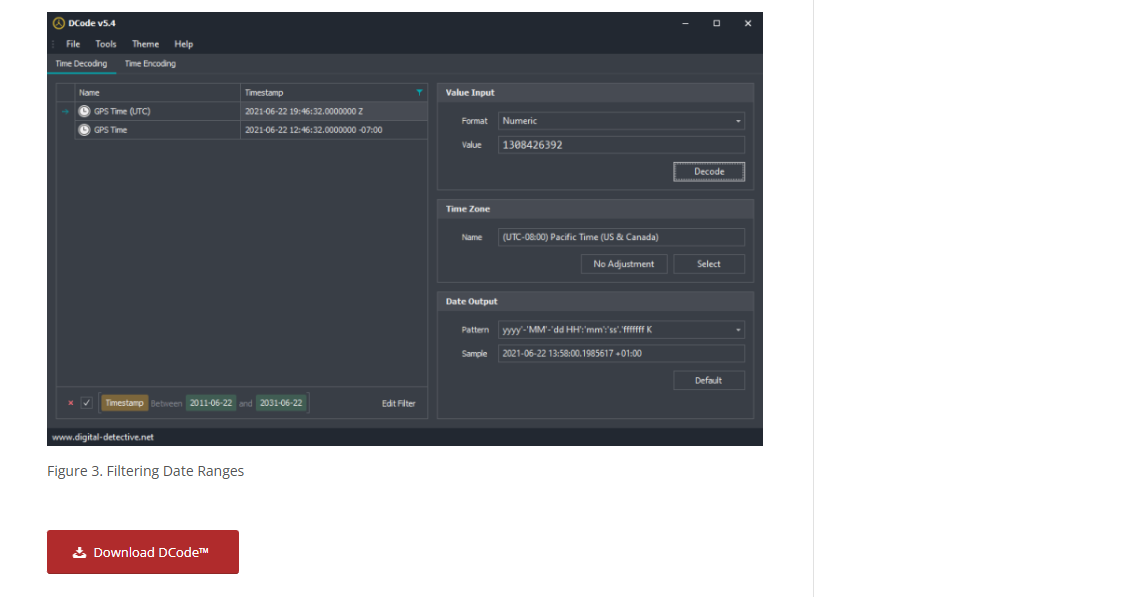 DCode v5.4
File Tools Theme Help
Time Decoding Time Encoding
Name Timestamp
GPS Time (UTC) 2021-06-22 19:46:32.0000000 Z
GPS Time 2021-06-22 12:46:32.0000000 -07:00
Timestamp Between 2011-06-22 and 2031-06-22 Edit Filter
Value Input
Format Numeric
Value 1308426392
Decode
Time Zone
Name (UTC-08:00) Pacific Time (US & Canada)
No Adjustment Select
Date Output
Pattern yyyy'-'MM'-'dd HH':'mm':'ss'.'fffffff K
Sample 2021-06-22 13:58:00.1985617 +01:00
Default
www.digital-detective.net
Figure 3. Filtering Date Ranges
Download DCode™